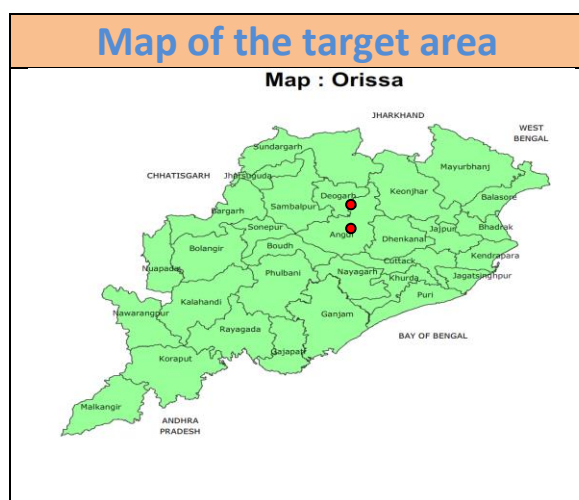 Map of the target area
Map : Orissa
JHARKHAND
WEST
BENGAL
Sundargarh
Mayurbhanj
CHHATISGARH
Jharsuguda
Deogarh
Keonjhar
Balasore
Bargarh
Sambalpur
Sonepur
Angul
Jajpur
Bhadrak
Bolangir
Boudh
Dhenkanal
Kendrapara
Nuapada
Cuttack
Phulbani
Nayagarh
Khurda
Jagatsinghpur
Kalahandi
Puri
Nawarangpur
Ganjam
Rayagada
BAY OF BENGAL
Gajapati
Koraput
Malkangir
ANDHRA
PRADESH